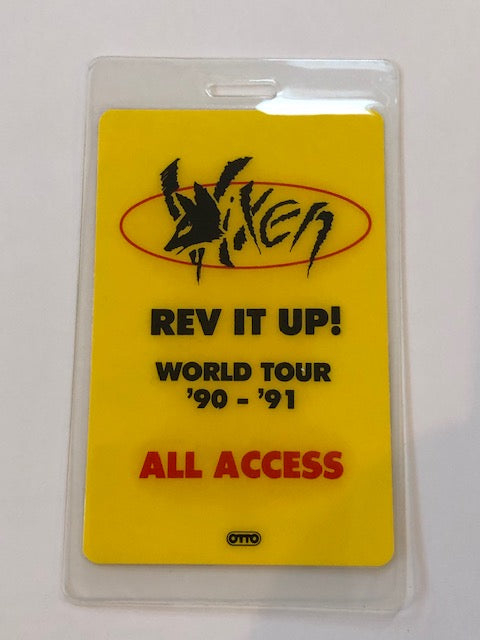 Vixen
REV IT UP!
WORLD TOUR
'90 - '91
ALL ACCESS
OTTO